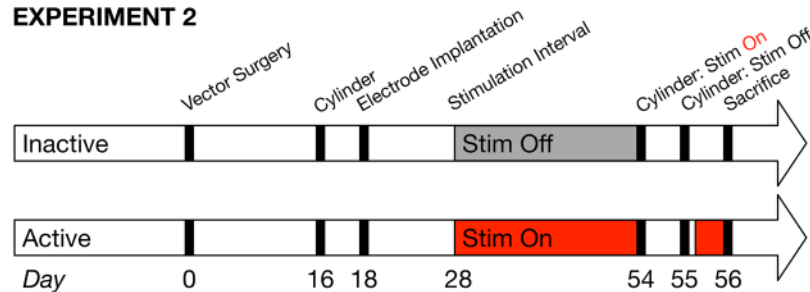 EXPERIMENT 2
Vector Surgery
Cylinder
Electrode Implantation
Stimulation Interval
Cylinder: Stim On
Cylinder: Stim Off
Sacrifice
Inactive
Stim Off
Active
Stim On
Day 0 16 18 28 54 55 56